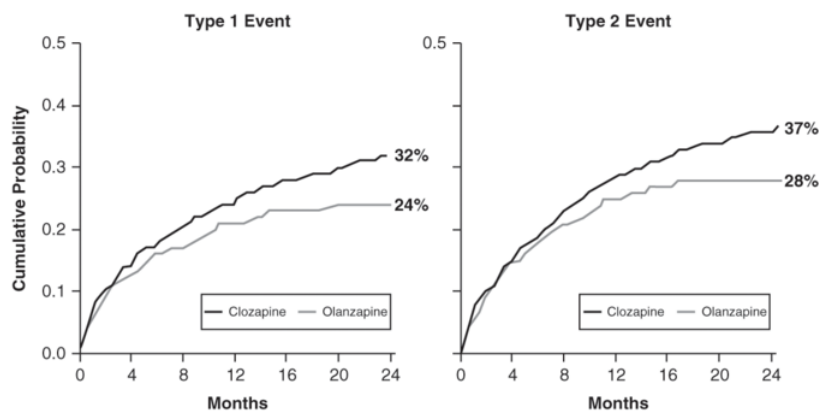 Type 1 Event
0.5
0.4
0.3
0.2
0.1
0.0
Cumulative Probability
32%
24%
Clozapine Olanzapine
0 4 8 12 16 20 24
Months
Type 2 Event
0.5
37%
28%
Clozapine Olanzapine
0 4 8 12 16 20 24
Months